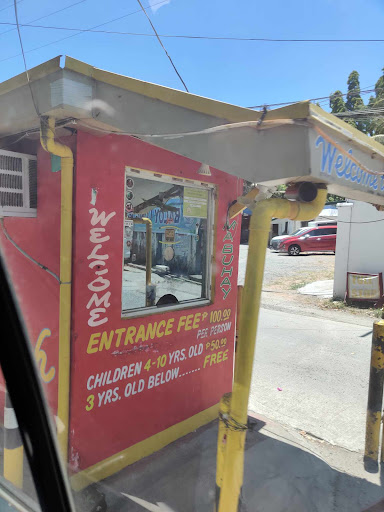 Welcome
WELCOME
MABUHAY
ENTRANCE FEE ₱100.00
PER PERSON
CHILDREN 4-10 YRS. OLD ₱50.00
3 YRS. OLD BELOW....... FREE